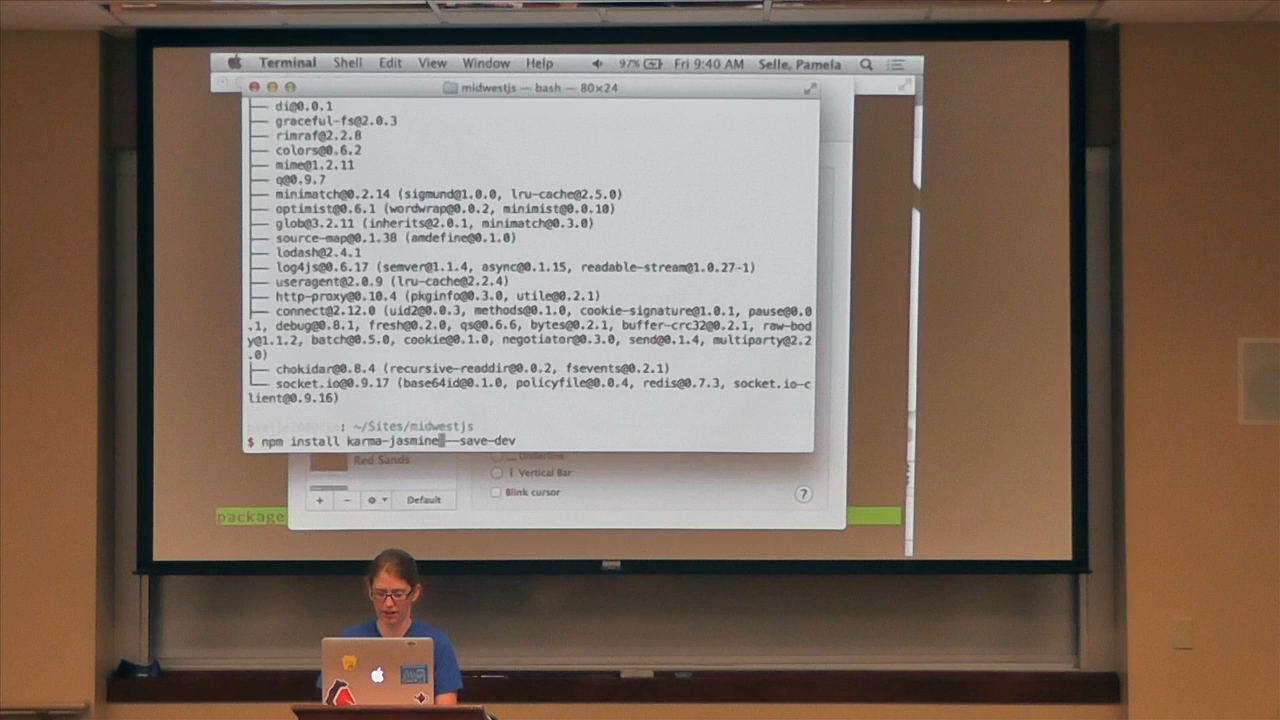 Terminal Shell Edit View Window Help 97% Fri 9:40 AM Selle, Pamela
midwestjs — bash — 80×24
├── di@0.0.1
├── graceful-fs@2.0.3
├── rimraf@2.2.8
├── colors@0.6.2
├── mime@1.2.11
├── q@0.9.7
├── minimatch@0.2.14 (sigmund@1.0.0, lru-cache@2.5.0)
├── optimist@0.6.1 (wordwrap@0.0.2, minimist@0.0.10)
├── glob@3.2.11 (inherits@2.0.1, minimatch@0.3.0)
├── source-map@0.1.38 (amdefine@0.1.0)
├── lodash@2.4.1
├── log4js@0.6.17 (semver@1.1.4, async@0.1.15, readable-stream@1.0.27-1)
├── useragent@2.0.9 (lru-cache@2.2.4)
├── http-proxy@0.10.4 (pkginfo@0.3.0, utile@0.2.1)
├── connect@2.12.0 (uid2@0.0.3, methods@0.1.0, cookie-signature@1.0.1, pause@0.0
.1, debug@0.8.1, fresh@0.2.0, qs@0.6.6, bytes@0.2.1, buffer-crc32@0.2.1, raw-bod
y@1.1.2, batch@0.5.0, cookie@0.1.0, negotiator@0.3.0, send@0.1.4, multiparty@2.2
.0)
├── chokidar@0.8.4 (recursive-readdir@0.0.2, fsevents@0.2.1)
└── socket.io@0.9.17 (base64id@0.1.0, policyfile@0.0.4, redis@0.7.3, socket.io-c
lient@0.9.16)
: ~/Sites/midwestjs
$ npm install karma-jasmine --save-dev
Red Sands
Underline
Vertical Bar
Blink cursor
+ − Default ?
package